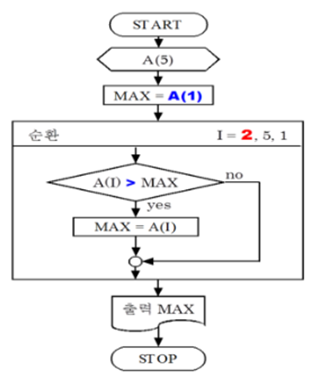 START
A(5)
MAX = A(1)
순환 I = 2, 5, 1
A(I) > MAX
no
yes
MAX = A(I)
출력 MAX
STOP